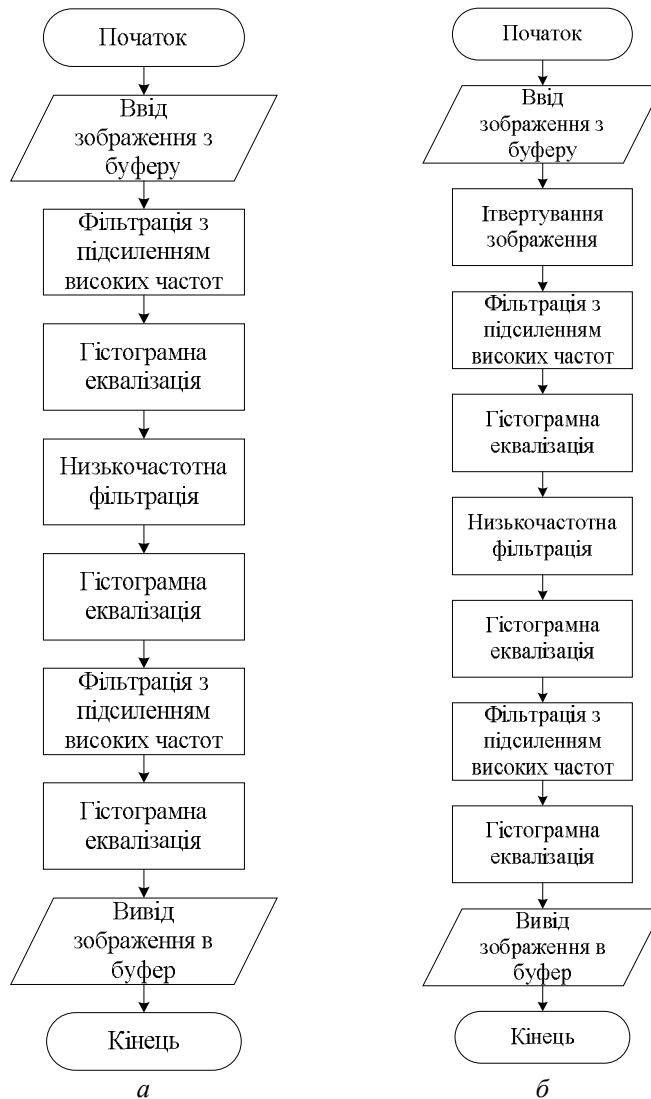 Початок
Ввід
зображення з
буферу
Фільтрація з
підсиленням
високих частот
Гістограмна
еквалізація
Низькочастотна
фільтрація
Гістограмна
еквалізація
Фільтрація з
підсиленням
високих частот
Гістограмна
еквалізація
Вивід
зображення в
буфер
Кінець
а
Початок
Ввід
зображення з
буферу
Ітвертування
зображення
Фільтрація з
підсиленням
високих частот
Гістограмна
еквалізація
Низькочастотна
фільтрація
Гістограмна
еквалізація
Фільтрація з
підсиленням
високих частот
Гістограмна
еквалізація
Вивід
зображення в
буфер
Кінець
б